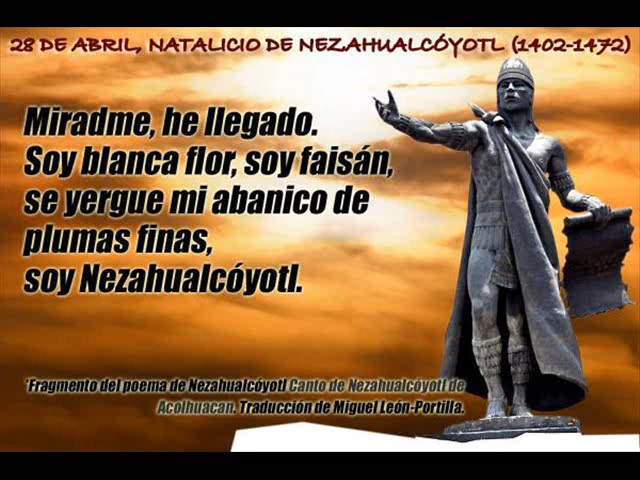 28 DE ABRIL, NATALICIO DE NEZAHUALCÓYOTL (1402-1472)
Miradme, he llegado.
Soy blanca flor, soy faisán,
se yergue mi abanico de
plumas finas,
soy Nezahualcóyotl.
*Fragmento del poema de Nezahualcóyotl Canto de Nezahualcóyotl de
Acolhuacan. Traducción de Miguel León-Portilla.